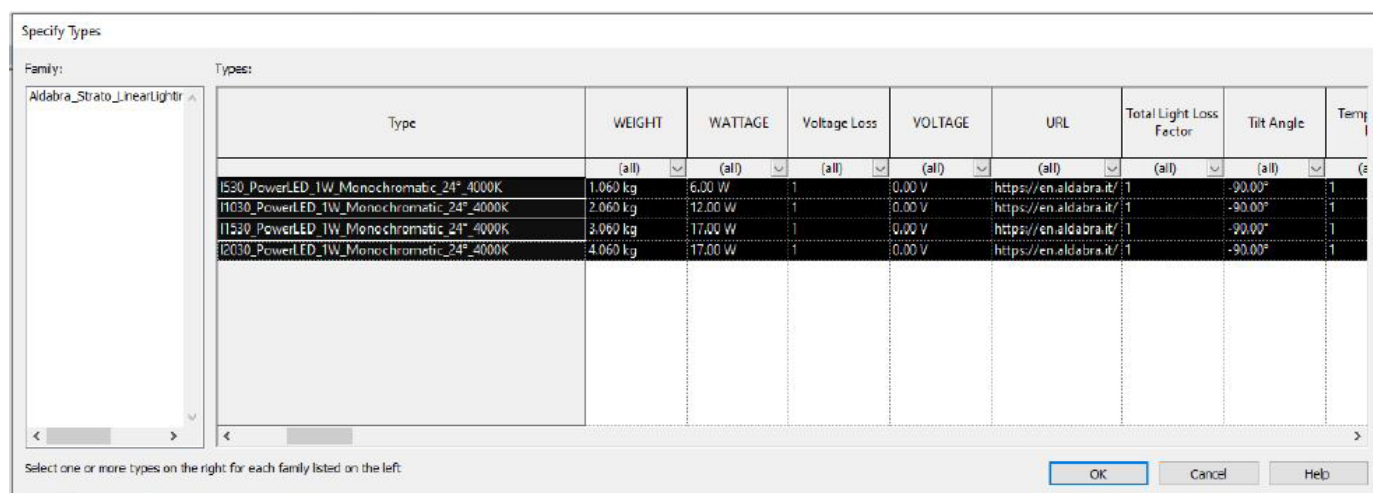 Specify Types
Family: Types:
Aldabra_Strato_LinearLightir
Type WEIGHT WATTAGE Voltage Loss VOLTAGE URL Total Light Loss Factor Tilt Angle
(all) (all) (all) (all) (all) (all) (all)
I530_PowerLED_1W_Monochromatic_24°_4000K 1.060 kg 6.00 W 1 0.00 V https://en.aldabra.it/ 1 -90.00° 1
I1030_PowerLED_1W_Monochromatic_24°_4000K 2.060 kg 12.00 W 1 0.00 V https://en.aldabra.it/ 1 -90.00° 1
I1530_PowerLED_1W_Monochromatic_24°_4000K 3.060 kg 17.00 W 1 0.00 V https://en.aldabra.it/ 1 -90.00° 1
I2030_PowerLED_1W_Monochromatic_24°_4000K 4.060 kg 17.00 W 1 0.00 V https://en.aldabra.it/ 1 -90.00° 1
Select one or more types on the right for each family listed on the left
OK Cancel Help